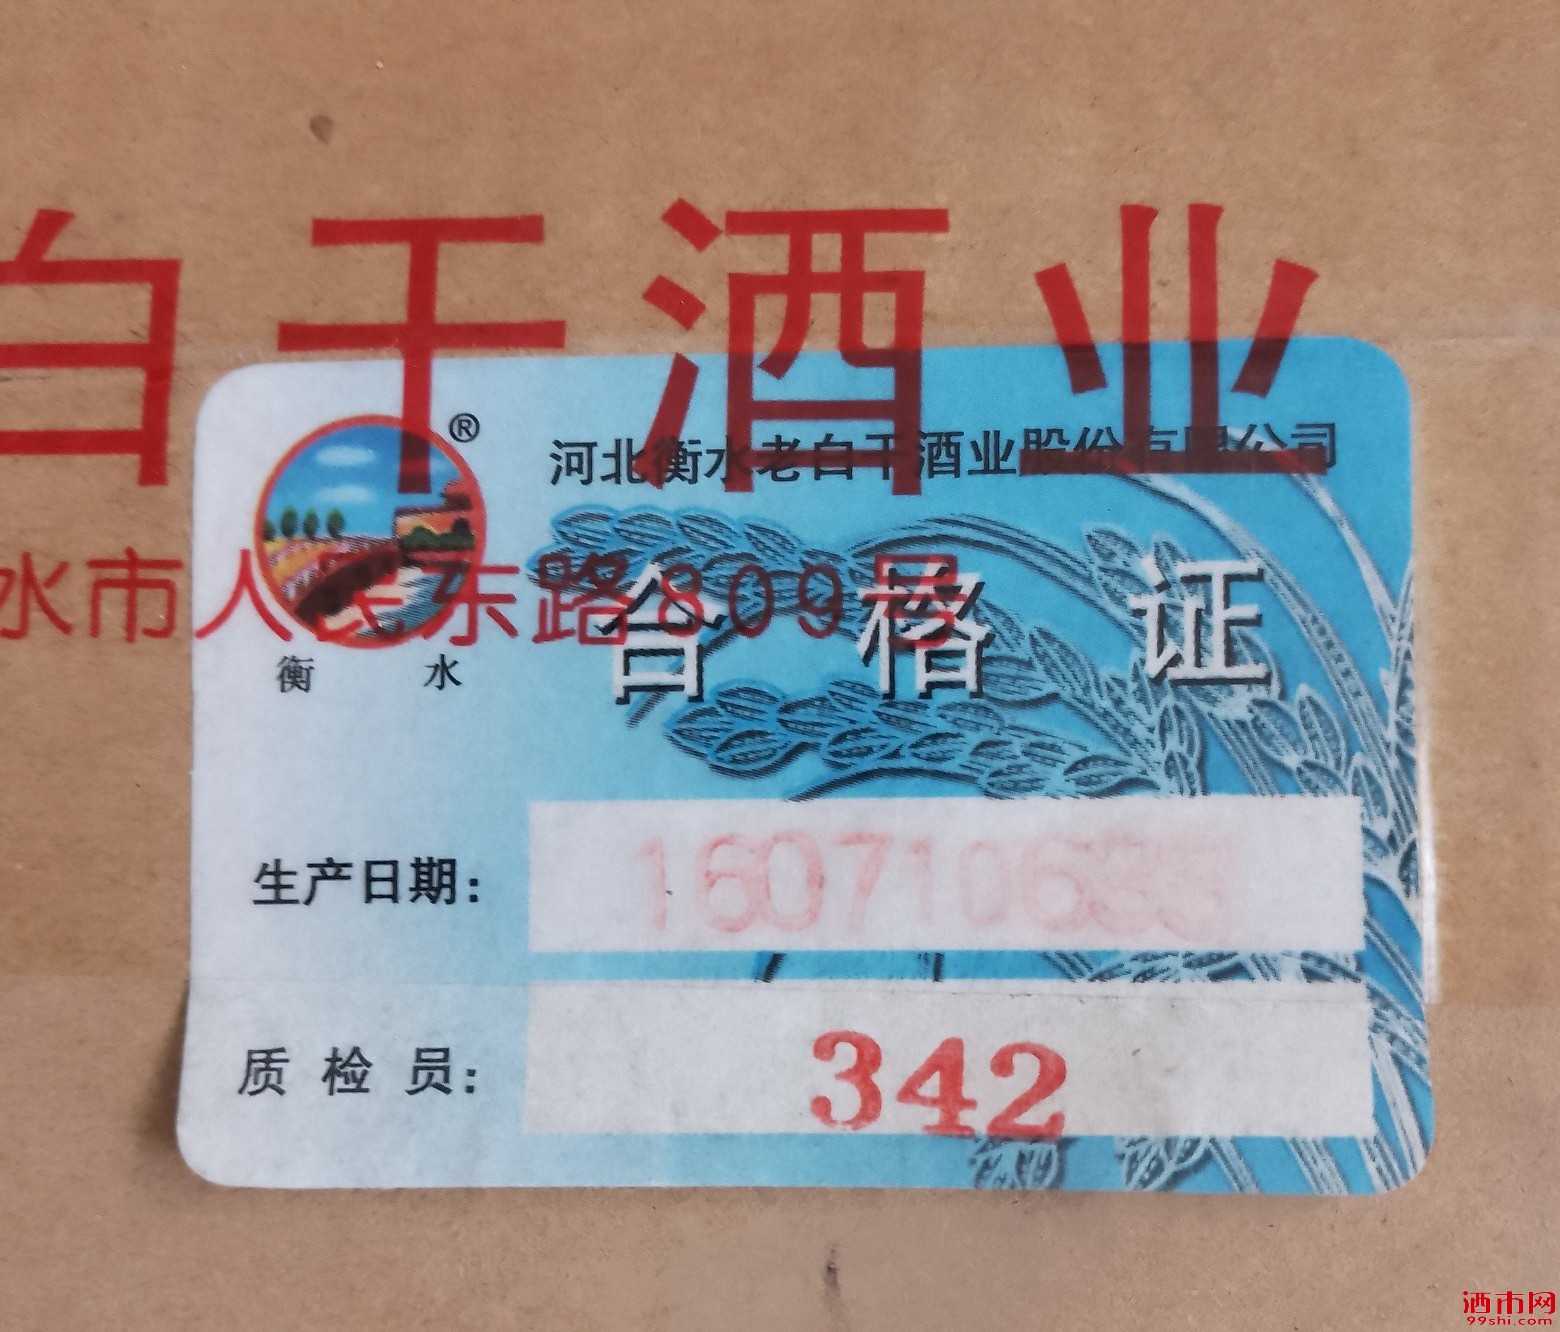 白干酒业
®
河北衡水老白干酒业股份有限公司
水市人民东路809号
合格证
衡水
生产日期:
160710
质检员:
342
酒市网
99shi.com